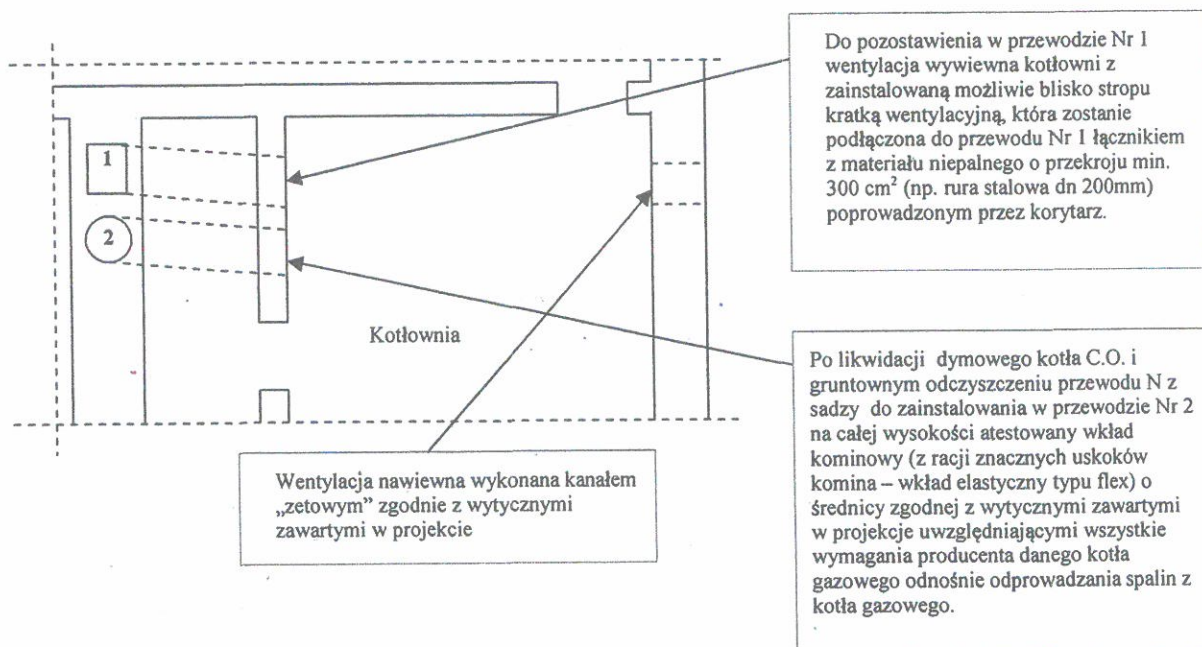 Do pozostawienia w przewodzie Nr 1
wentylacja wywiewna kotłowni z
zainstalowaną możliwie blisko stropu
kratką wentylacyjną, która zostanie
podłączona do przewodu Nr 1 łącznikiem
z materiału niepalnego o przekroju min.
300 cm² (np. rura stalowa dn 200mm)
poprowadzonym przez korytarz.
1
2
Kotłownia
Po likwidacji dymowego kotła C.O. i
gruntownym odczyszczeniu przewodu N z
sadzy do zainstalowania w przewodzie Nr 2
na całej wysokości atestowany wkład
kominowy (z racji znacznych uskoków
komina – wkład elastyczny typu flex) o
średnicy zgodnej z wytycznymi zawartymi
w projekcje uwzględniającymi wszystkie
wymagania producenta danego kotła
gazowego odnośnie odprowadzania spalin z
kotła gazowego.
Wentylacja nawiewna wykonana kanałem
„zetowym” zgodnie z wytycznymi
zawartymi w projekcie